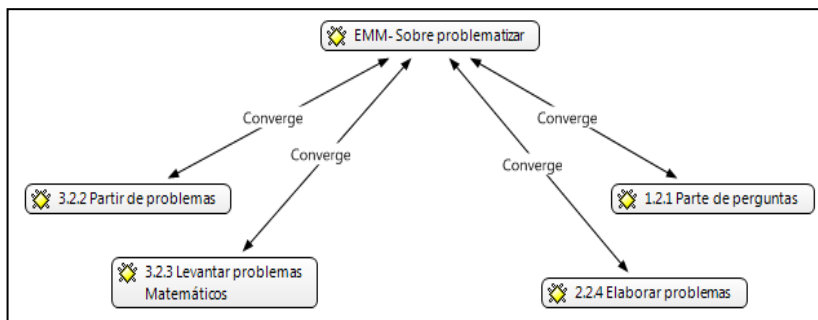 EMM- Sobre problematizar
Converge
Converge
Converge
Converge
3.2.2 Partir de problemas
1.2.1 Parte de perguntas
3.2.3 Levantar problemas
Matemáticos
2.2.4 Elaborar problemas